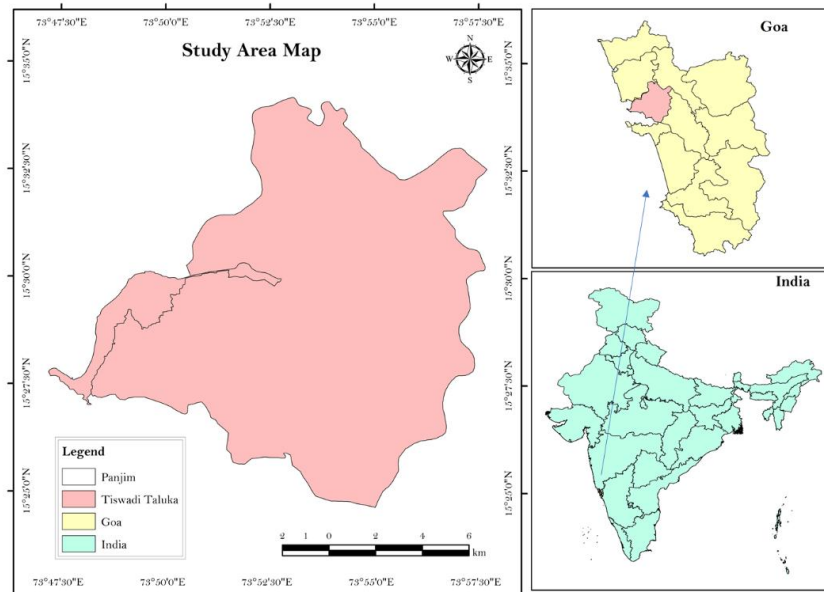 73°47'30"E 73°50'0"E 73°52'30"E 73°55'0"E 73°57'30"E
Study Area Map
N
W E
S
15°35'0"N
15°32'30"N
15°30'0"N
15°27'30"N
15°25'0"N
Legend
Panjim
Tiswadi Taluka
Goa
India
2 1 0 2 4 6
km
73°47'30"E 73°50'0"E 73°52'30"E 73°55'0"E 73°57'30"E
15°35'0"N
15°32'30"N
15°30'0"N
15°27'30"N
15°25'0"N
Goa
India